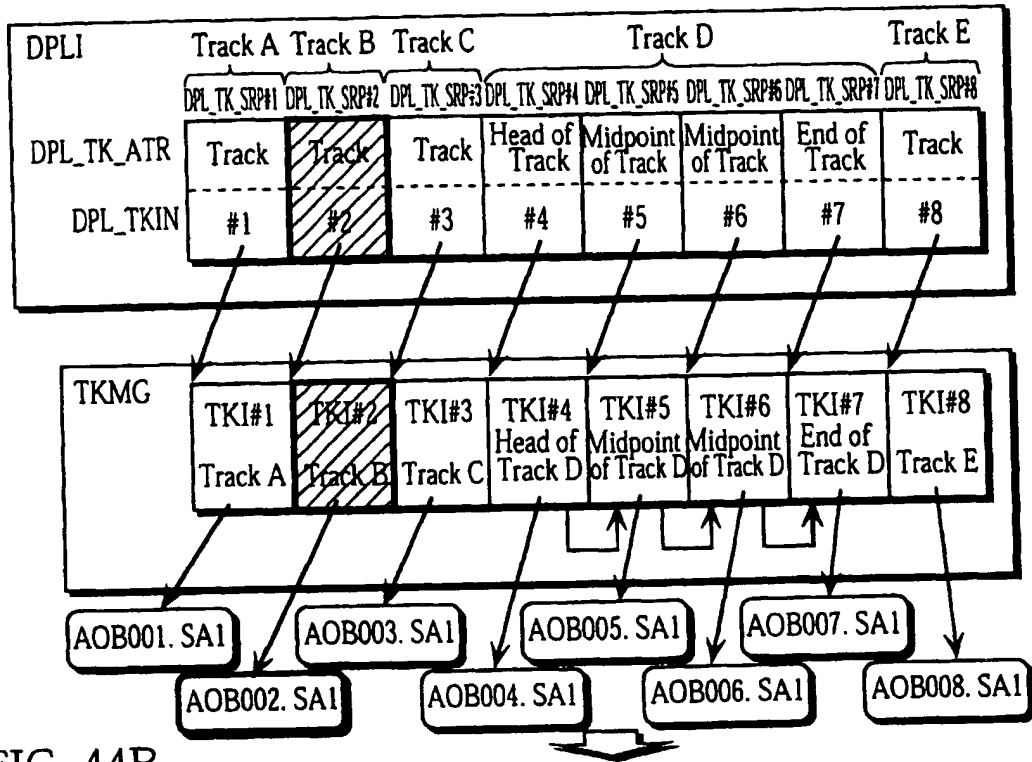 DPLI
Track A Track B Track C Track D Track E
DPL_TK_SRP#1 DPL_TK_SRP#2 DPL_TK_SRP#3 DPL_TK_SRP#4 DPL_TK_SRP#5 DPL_TK_SRP#6 DPL_TK_SRP#7 DPL_TK_SRP#8
DPL_TK_ATR Track Track Track Head of Track Midpoint of Track Midpoint of Track End of Track Track
DPL_TKIN #1 #2 #3 #4 #5 #6 #7 #8
TKMG
TKI#1 TKI#2 TKI#3 TKI#4 TKI#5 TKI#6 TKI#7 TKI#8
Track A Track B Track C Head of Track D Midpoint of Track D Midpoint of Track D End of Track D Track E
AOB001. SA1 AOB003. SA1 AOB005. SA1 AOB007. SA1
AOB002. SA1 AOB004. SA1 AOB006. SA1 AOB008. SA1
FIG. 44B